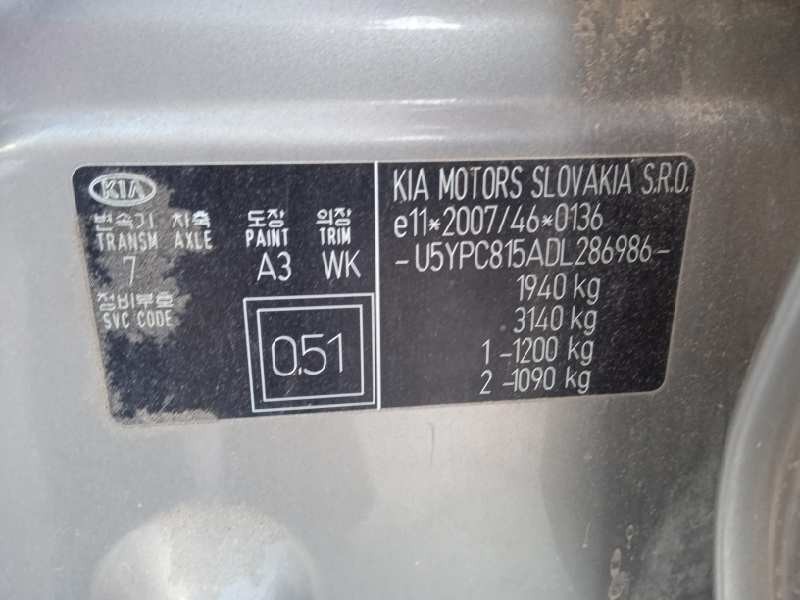 KIA
변속기 차축 도장 의장
TRANSM AXLE PAINT TRIM
7 A3 WK
정비부호
SVC CODE
0.51
KIA MOTORS SLOVAKIA S.R.O.
e11*2007/46*0136
-U5YPC815ADL286986-
1940 kg
3140 kg
1 -1200 kg
2 -1090 kg